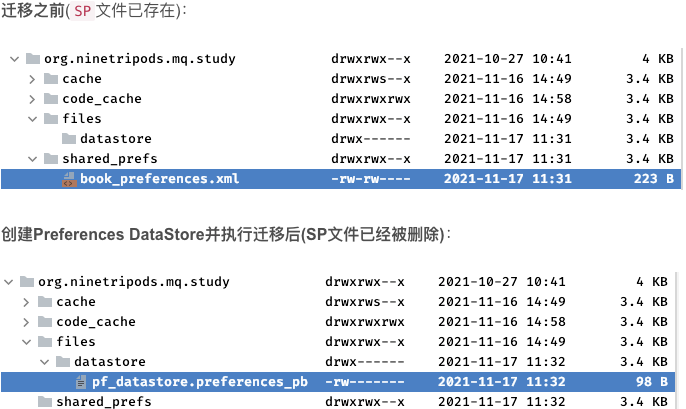 迁移之前(SP文件已存在)：
org.ninetripods.mq.study drwxrwx--x 2021-10-27 10:41 4 KB
cache drwxrws--x 2021-11-16 14:49 3.4 KB
code_cache drwxrwxrwx 2021-11-16 14:58 3.4 KB
files drwxrwx--x 2021-11-16 14:49 3.4 KB
datastore drwx------ 2021-11-17 11:31 3.4 KB
shared_prefs drwxrwx--x 2021-11-17 11:31 3.4 KB
book_preferences.xml -rw-rw---- 2021-11-17 11:31 223 B
创建Preferences DataStore并执行迁移后(SP文件已经被删除)：
org.ninetripods.mq.study drwxrwx--x 2021-10-27 10:41 4 KB
cache drwxrws--x 2021-11-16 14:49 3.4 KB
code_cache drwxrwxrwx 2021-11-16 14:58 3.4 KB
files drwxrwx--x 2021-11-16 14:49 3.4 KB
datastore drwx------ 2021-11-17 11:32 3.4 KB
pf_datastore.preferences_pb -rw------- 2021-11-17 11:32 98 B
shared_prefs drwxrwx--x 2021-11-17 11:32 3.4 KB